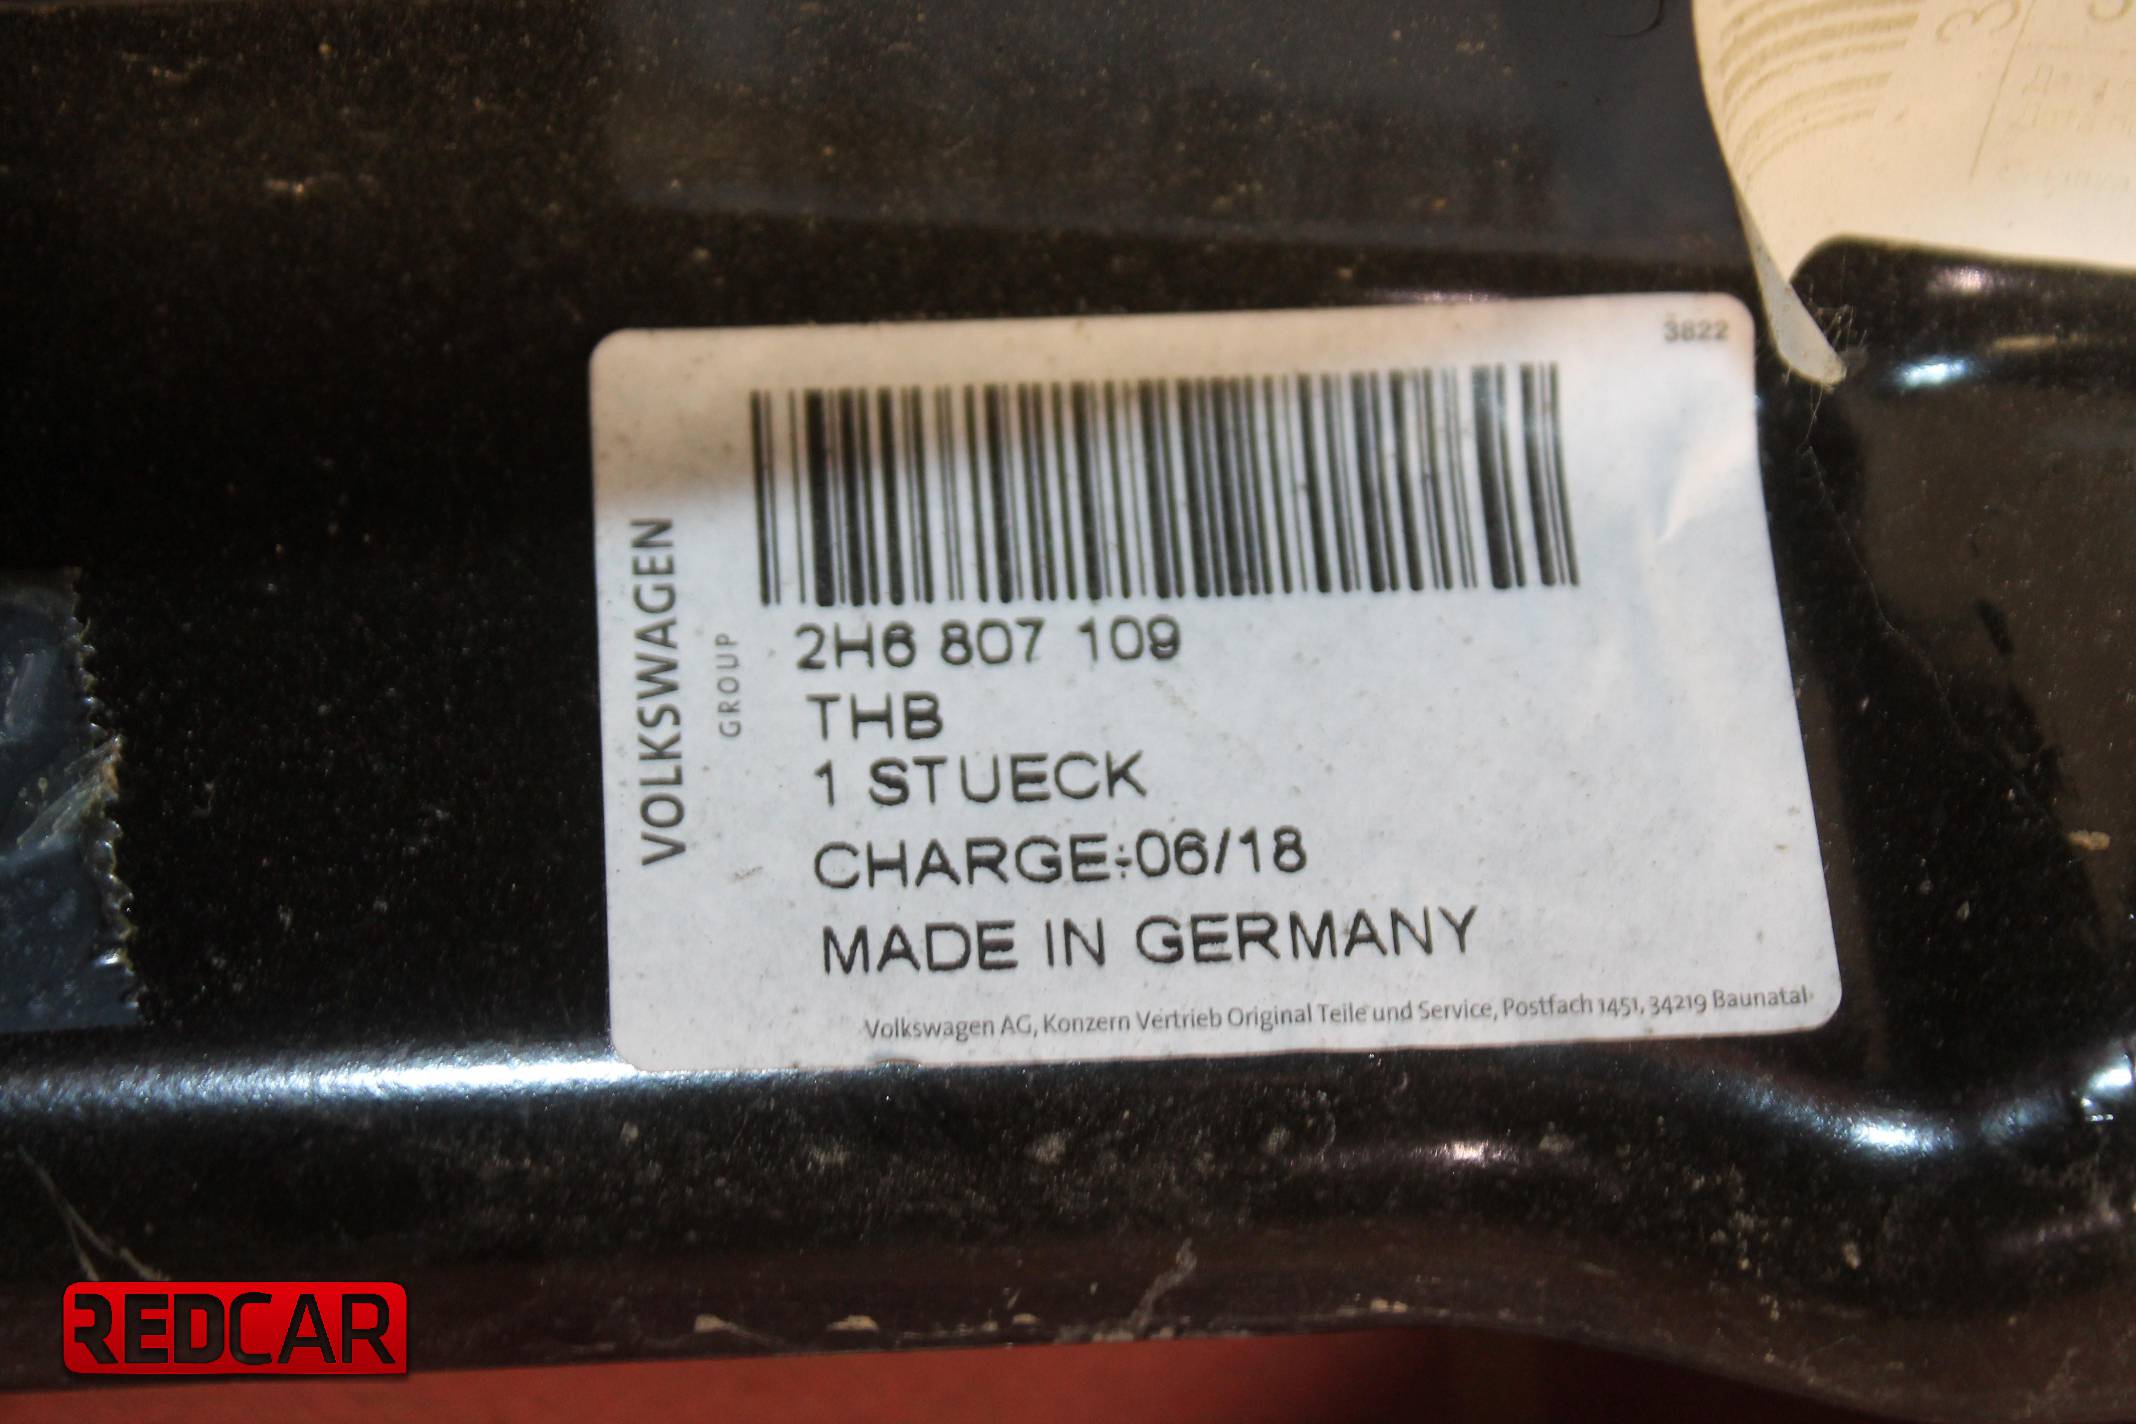 3822
VOLKSWAGEN
GROUP
2H6 807 109
THB
1 STUECK
CHARGE:06/18
MADE IN GERMANY
Volkswagen AG, Konzern Vertrieb Original Teile und Service, Postfach 1451, 34219 Baunatal
REDCAR